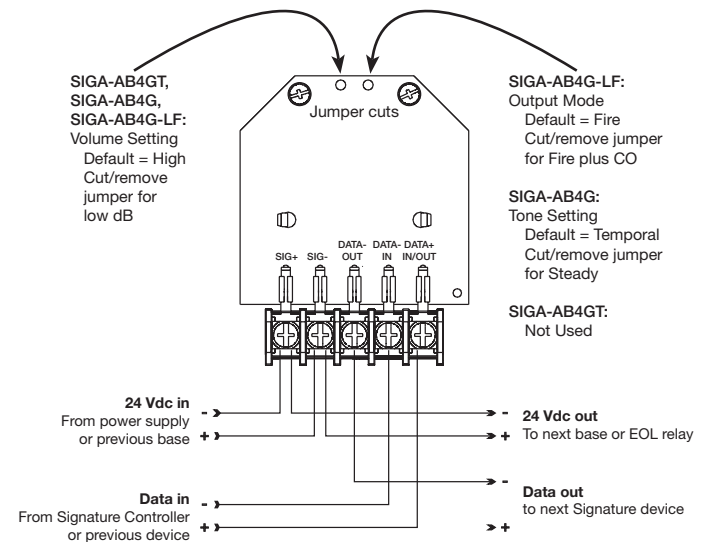 SIGA-AB4GT,
SIGA-AB4G,
SIGA-AB4G-LF:
Volume Setting
Default = High
Cut/remove
jumper for
low dB
Jumper cuts
SIGA-AB4G-LF:
Output Mode
Default = Fire
Cut/remove jumper
for Fire plus CO
SIGA-AB4G:
Tone Setting
Default = Temporal
Cut/remove jumper
for Steady
SIGA-AB4GT:
Not Used
SIG+
SIG-
DATA-
OUT
DATA-
IN
DATA+
IN/OUT
24 Vdc in
From power supply
or previous base
-
+
-
+
24 Vdc out
To next base or EOL relay
Data in
From Signature Controller
or previous device
-
+
-
+
Data out
to next Signature device